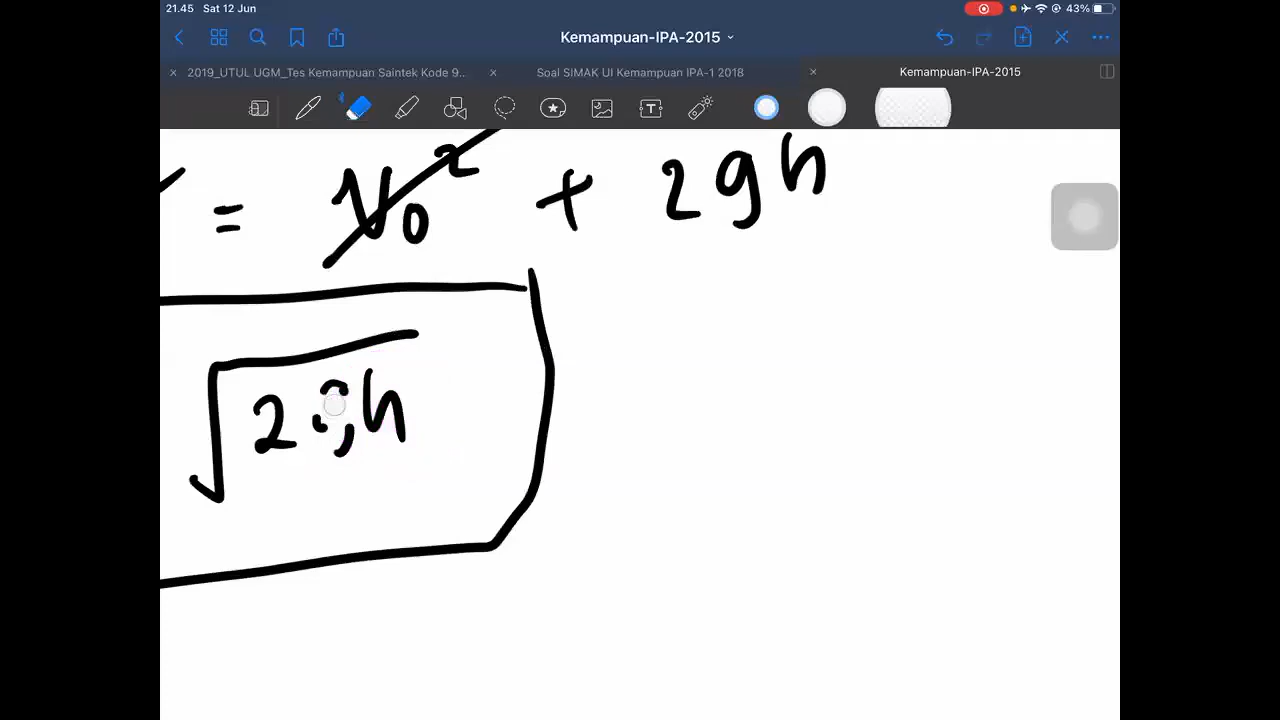 21.45 Sat 12 Jun 43%
Kemampuan-IPA-2015
2019_UTUL UGM_Tes Kemampuan Saintek Kode 9... Soal SIMAK UI Kemampuan IPA-1 2018 Kemampuan-IPA-2015
= V₀² + 2gh
√2 h